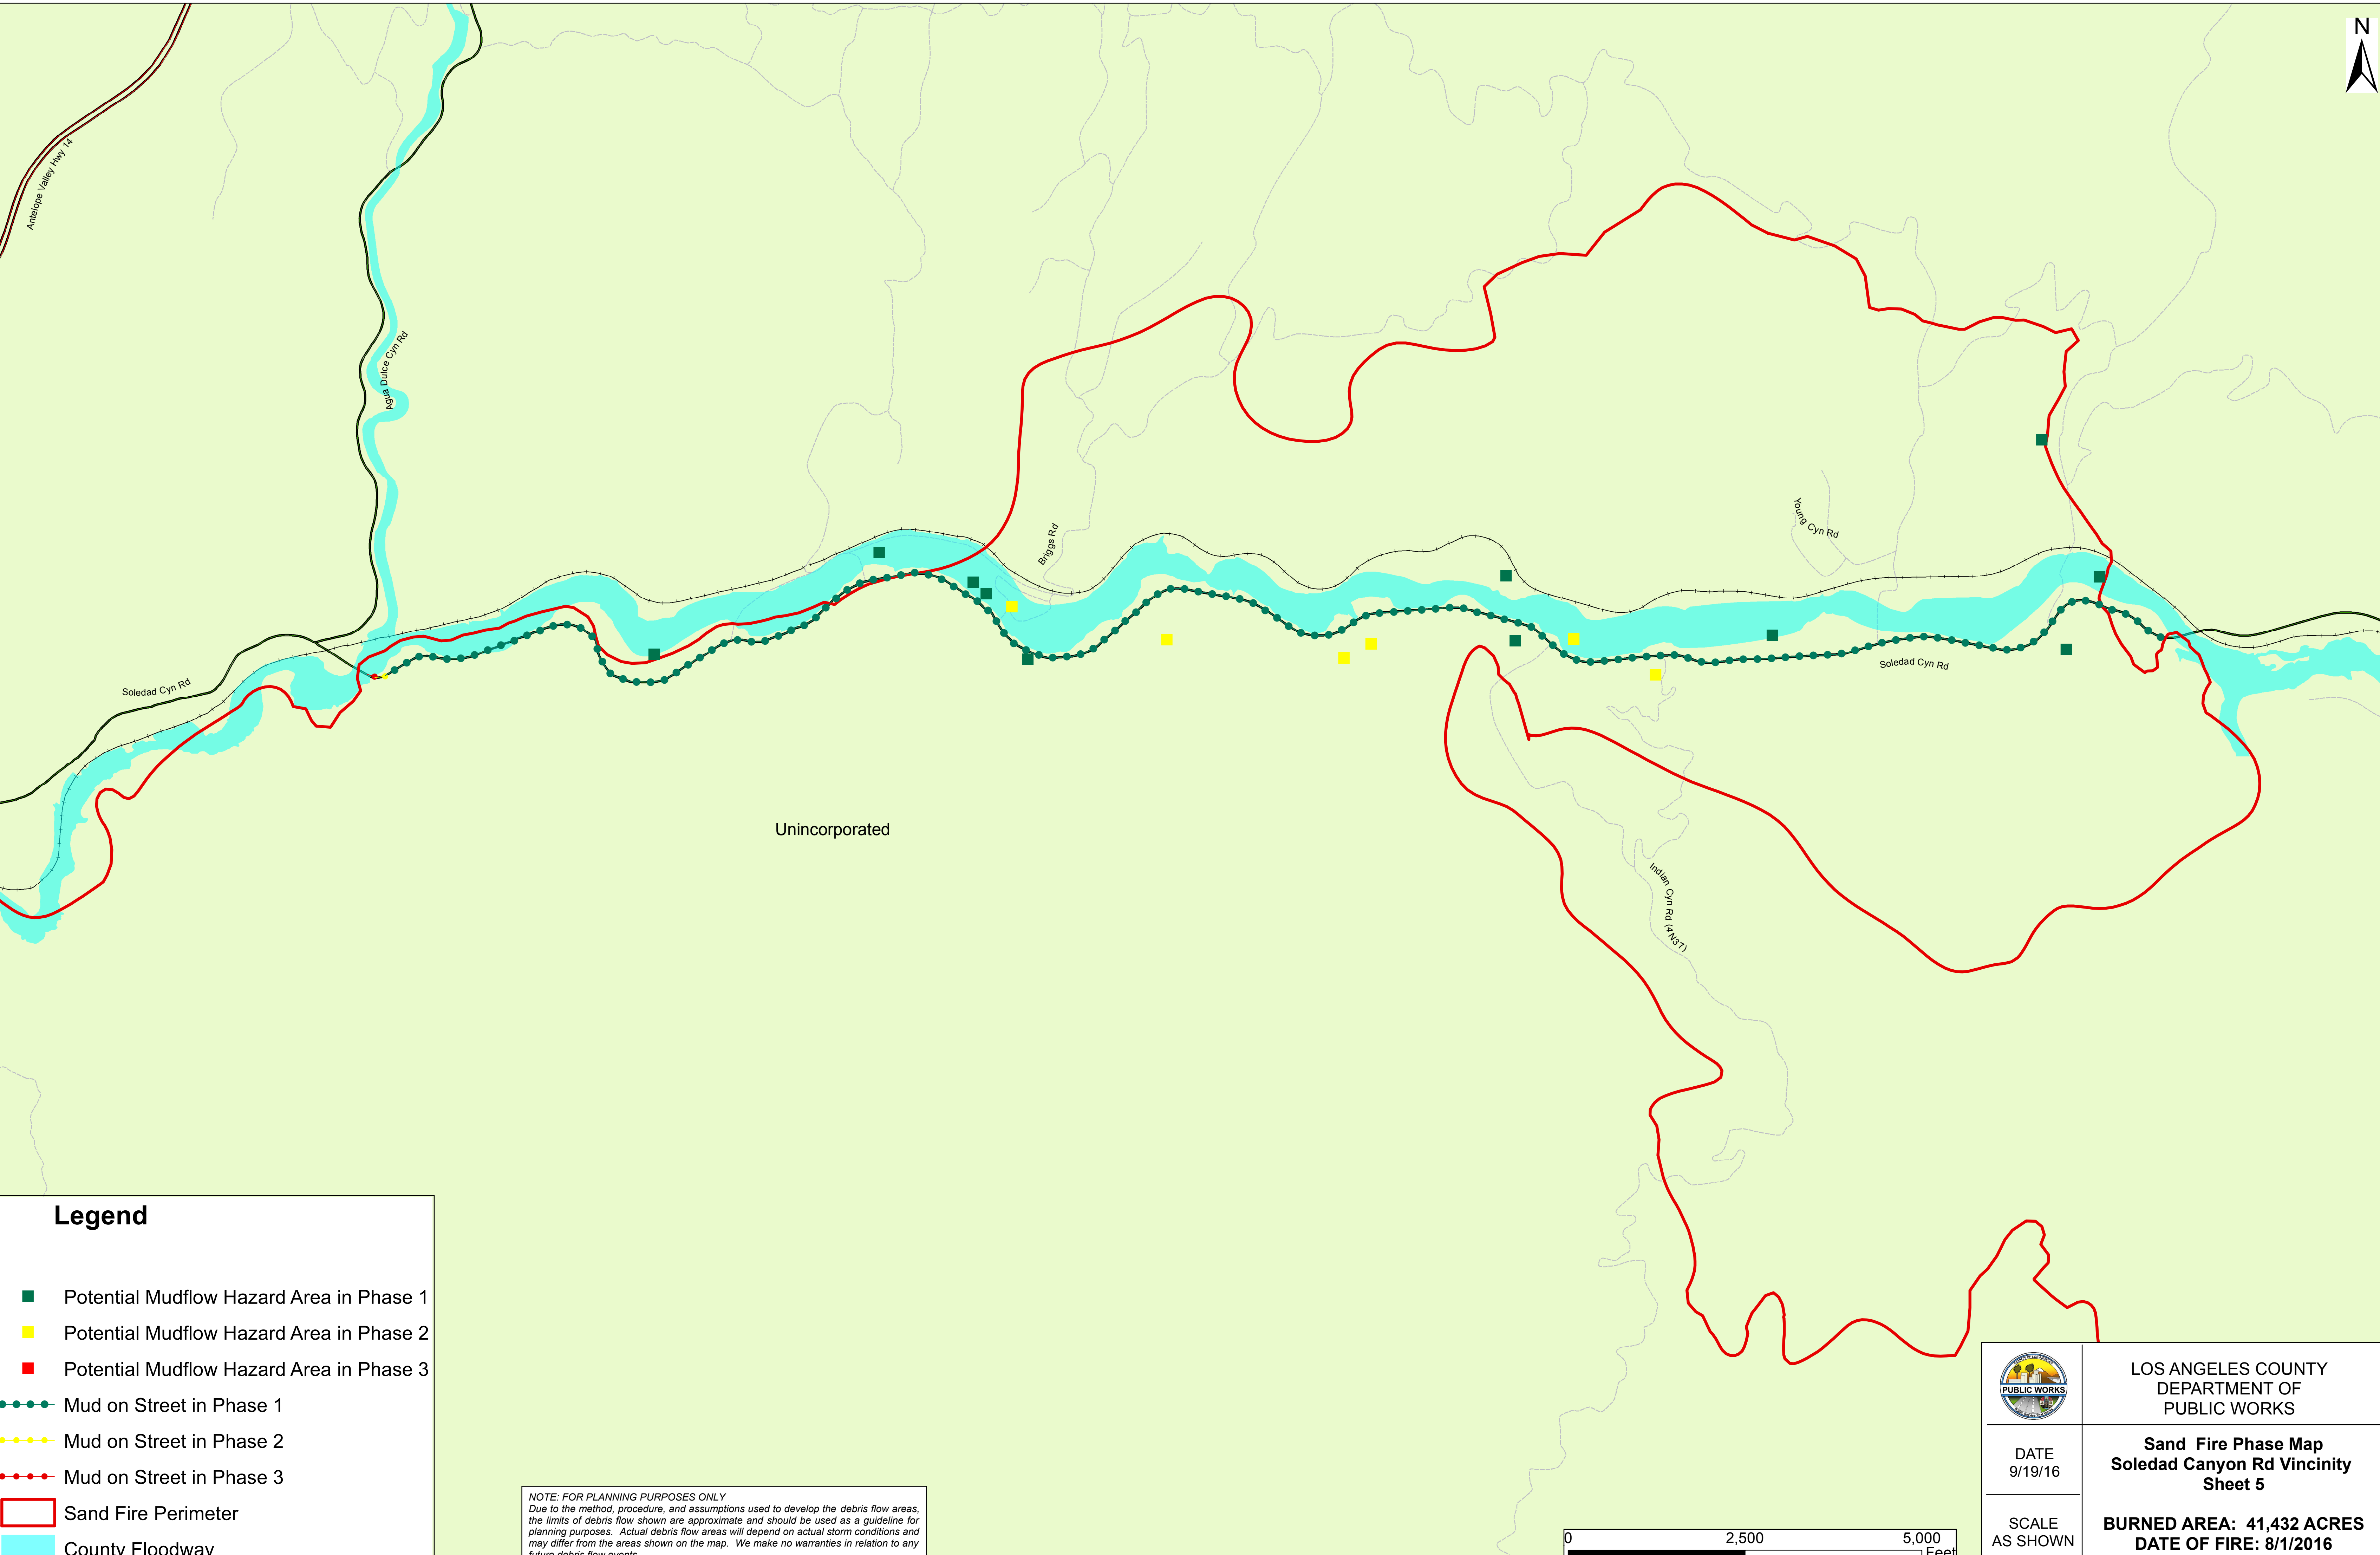 N
Antelope Valley Hwy 14
Agua Dulce Cyn Rd
Briggs Rd
Young Cyn Rd
Soledad Cyn Rd
Soledad Cyn Rd
Unincorporated
Indian Cyn Rd (4N37)
Legend
Potential Mudflow Hazard Area in Phase 1
Potential Mudflow Hazard Area in Phase 2
Potential Mudflow Hazard Area in Phase 3
Mud on Street in Phase 1
Mud on Street in Phase 2
Mud on Street in Phase 3
Sand Fire Perimeter
County Floodway
NOTE: FOR PLANNING PURPOSES ONLY
Due to the method, procedure, and assumptions used to develop the debris flow areas,
the limits of debris flow shown are approximate and should be used as a guideline for
planning purposes. Actual debris flow areas will depend on actual storm conditions and
may differ from the areas shown on the map. We make no warranties in relation to any
future debris flow events.
0 2,500 5,000
Feet
PUBLIC WORKS
LOS ANGELES COUNTY
DEPARTMENT OF
PUBLIC WORKS
DATE
9/19/16
Sand Fire Phase Map
Soledad Canyon Rd Vincinity
Sheet 5
SCALE
AS SHOWN
BURNED AREA: 41,432 ACRES
DATE OF FIRE: 8/1/2016